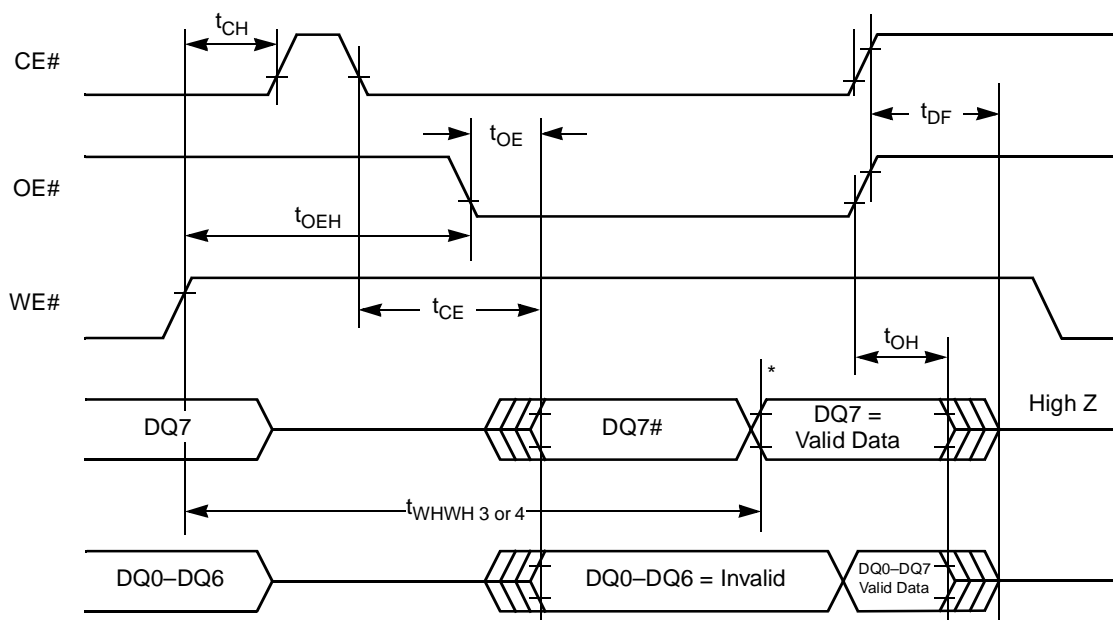 tCH
CE#
tDF
tOE
OE#
tOEH
WE#
tCE
tOH
*
High Z
DQ7
DQ7#
DQ7 =
Valid Data
tWHWH 3 or 4
DQ0–DQ6
DQ0–DQ6 = Invalid
DQ0–DQ7
Valid Data